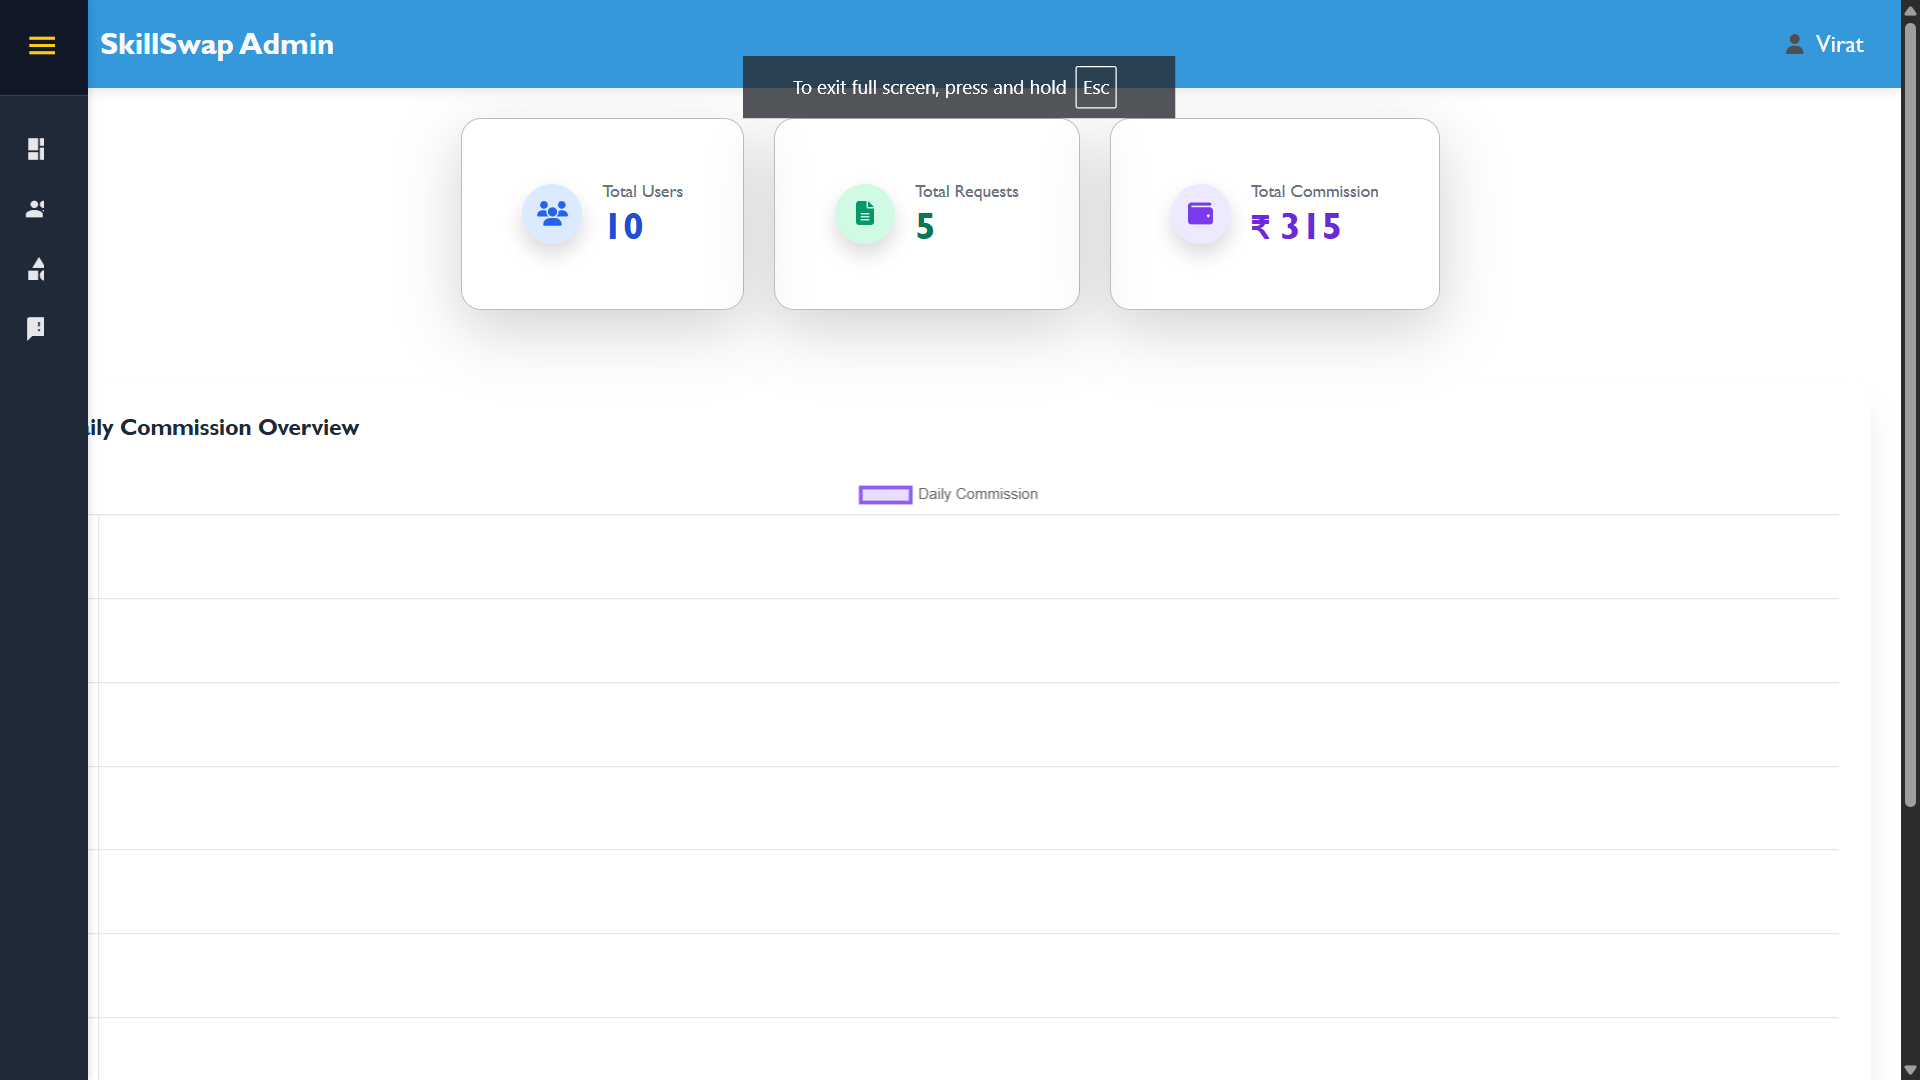 SkillSwap Admin
Virat
To exit full screen, press and hold Esc
Total Users
10
Total Requests
5
Total Commission
₹ 315
aily Commission Overview
Daily Commission